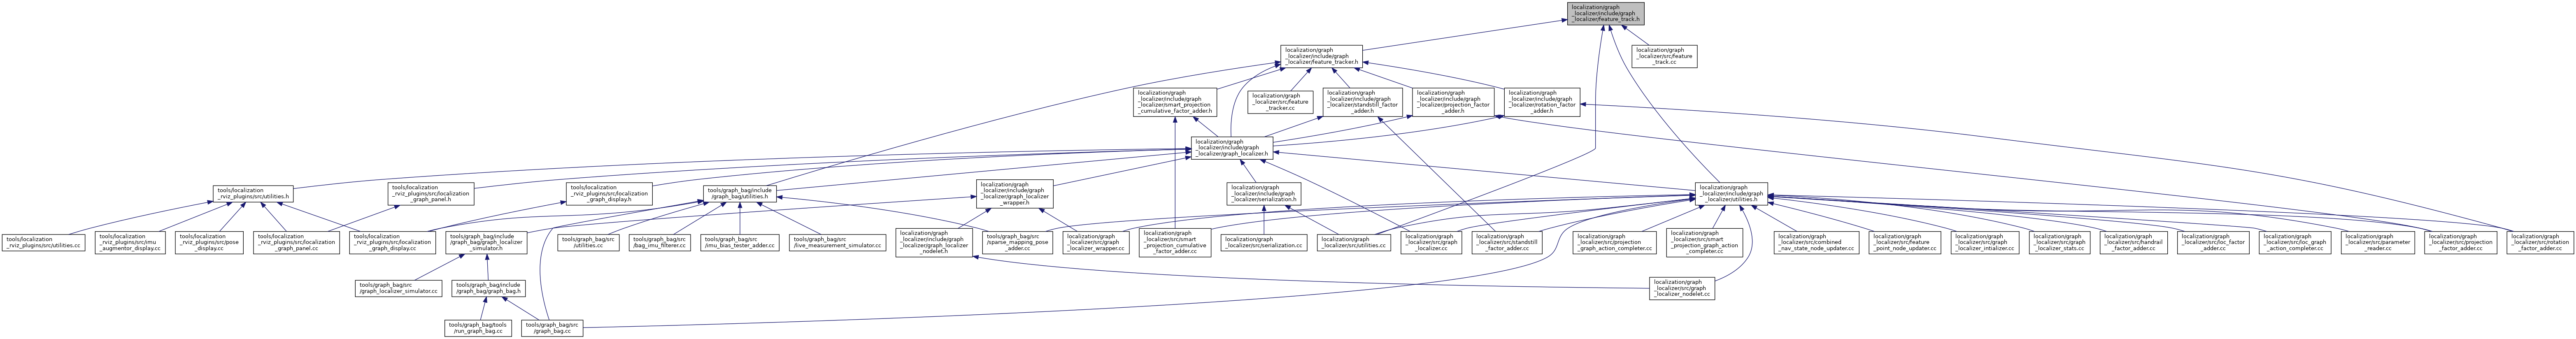 localization/graph
_localizer/include/graph
_localizer/feature_track.h
localization/graph
_localizer/include/graph
_localizer/feature_tracker.h
localization/graph
_localizer/src/feature
_track.cc
localization/graph
_localizer/include/graph
_localizer/smart_projection
_cumulative_factor_adder.h
localization/graph
_localizer/src/feature
_tracker.cc
localization/graph
_localizer/include/graph
_localizer/standstill_factor
_adder.h
localization/graph
_localizer/include/graph
_localizer/projection_factor
_adder.h
localization/graph
_localizer/include/graph
_localizer/rotation_factor
_adder.h
localization/graph
_localizer/include/graph
_localizer/graph_localizer.h
tools/localization
_rviz_plugins/src/utilities.h
tools/localization
_rviz_plugins/src/localization
_graph_panel.h
tools/localization
_rviz_plugins/src/localization
_graph_display.h
tools/graph_bag/include
/graph_bag/utilities.h
localization/graph
_localizer/include/graph
_localizer/graph_localizer
_wrapper.h
localization/graph
_localizer/include/graph
_localizer/serialization.h
localization/graph
_localizer/include/graph
_localizer/utilities.h
tools/localization
_rviz_plugins/src/utilities.cc
tools/localization
_rviz_plugins/src/imu
_augmentor_display.cc
tools/localization
_rviz_plugins/src/pose
_display.cc
tools/localization
_rviz_plugins/src/localization
_graph_panel.cc
tools/localization
_rviz_plugins/src/localization
_graph_display.cc
tools/graph_bag/include
/graph_bag/graph_localizer
_simulator.h
tools/graph_bag/src
/utilities.cc
tools/graph_bag/src
/bag_imu_filterer.cc
tools/graph_bag/src
/imu_bias_tester_adder.cc
tools/graph_bag/src
/live_measurement_simulator.cc
localization/graph
_localizer/include/graph
_localizer/graph_localizer
_nodelet.h
tools/graph_bag/src
/sparse_mapping_pose
_adder.cc
localization/graph
_localizer/src/graph
_localizer_wrapper.cc
localization/graph
_localizer/src/smart
_projection_cumulative
_factor_adder.cc
localization/graph
_localizer/src/serialization.cc
localization/graph
_localizer/src/utilities.cc
localization/graph
_localizer/src/graph
_localizer.cc
localization/graph
_localizer/src/standstill
_factor_adder.cc
localization/graph
_localizer/src/projection
_graph_action_completer.cc
localization/graph
_localizer/src/smart
_projection_graph_action
_completer.cc
localization/graph
_localizer/src/combined
_nav_state_node_updater.cc
localization/graph
_localizer/src/feature
_point_node_updater.cc
localization/graph
_localizer/src/graph
_localizer_intializer.cc
localization/graph
_localizer/src/graph
_localizer_stats.cc
localization/graph
_localizer/src/handrail
_factor_adder.cc
localization/graph
_localizer/src/loc_factor
_adder.cc
localization/graph
_localizer/src/loc_graph
_action_completer.cc
localization/graph
_localizer/src/parameter
_reader.cc
localization/graph
_localizer/src/projection
_factor_adder.cc
localization/graph
_localizer/src/rotation
_factor_adder.cc
tools/graph_bag/src
/graph_localizer_simulator.cc
tools/graph_bag/include
/graph_bag/graph_bag.h
localization/graph
_localizer/src/graph
_localizer_nodelet.cc
tools/graph_bag/tools
/run_graph_bag.cc
tools/graph_bag/src
/graph_bag.cc